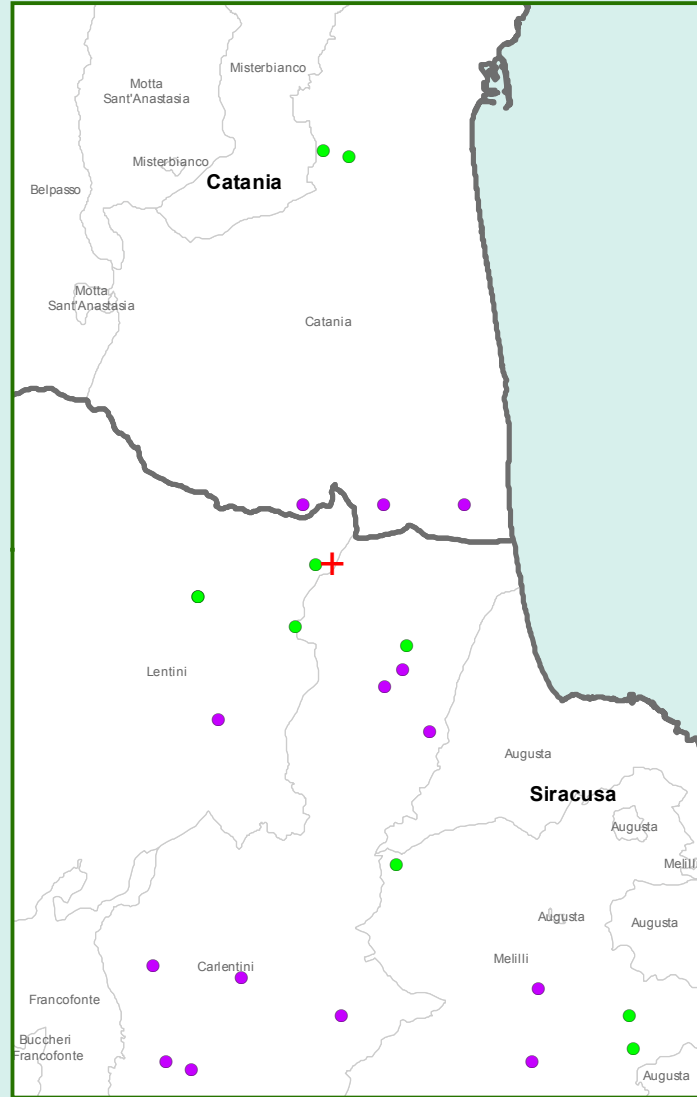 Misterbianco
Motta
Sant'Anastasia
Misterbianco
Catania
Belpasso
Motta
Sant'Anastasia
Catania
Lentini
Augusta
Siracusa
Augusta
Melilli
Augusta
Augusta
Melilli
Carlentini
Francofonte
Buccheri
Francofonte
Augusta